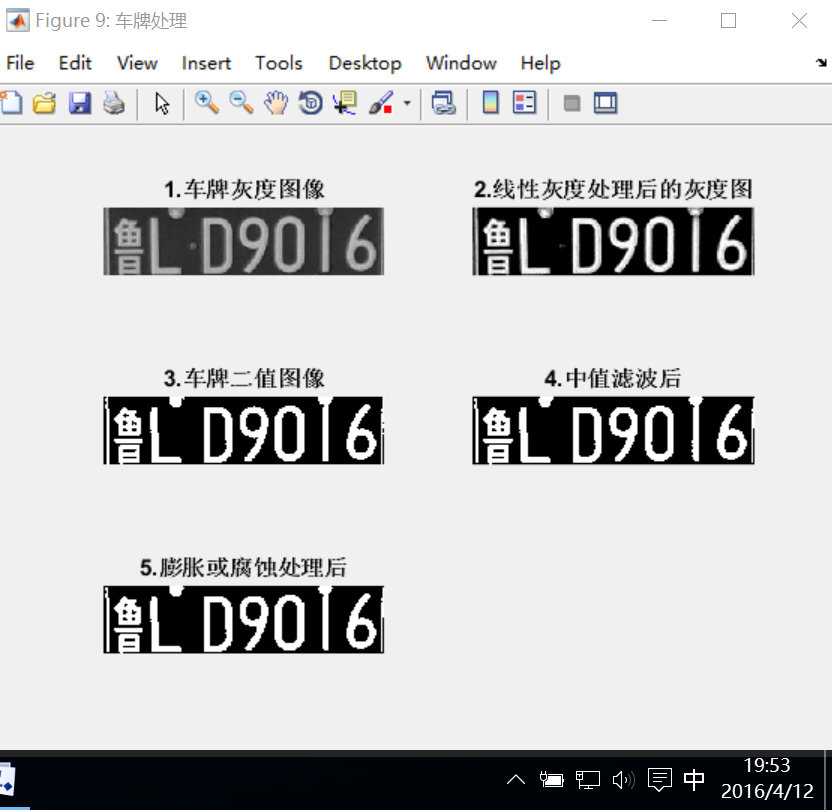 Figure 9: 车牌处理
File Edit View Insert Tools Desktop Window Help
1.车牌灰度图像
2.线性灰度处理后的灰度图
鲁L D9016
鲁L D9016
3.车牌二值图像
4.中值滤波后
鲁L D9016
鲁L D9016
5.膨胀或腐蚀处理后
鲁L D9016
中
19:53
2016/4/12